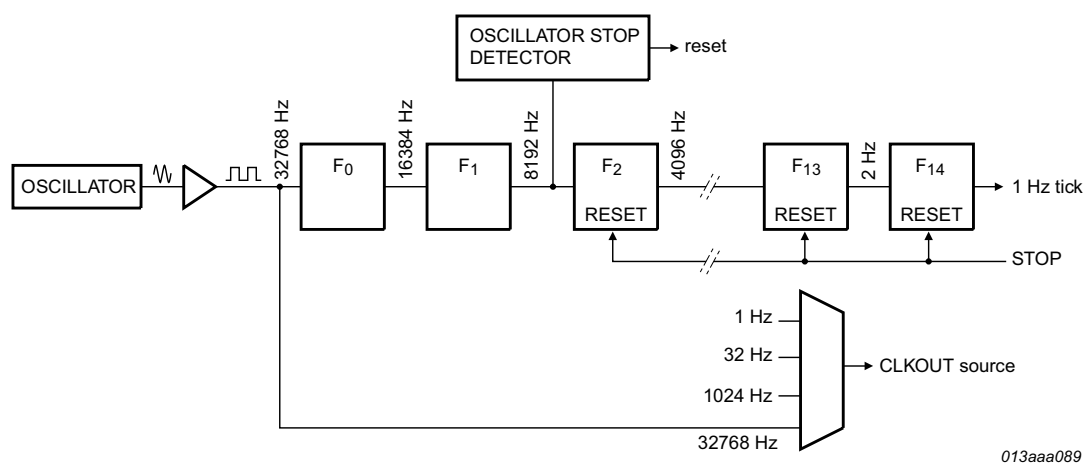 OSCILLATOR STOP
DETECTOR
reset
OSCILLATOR
32768 Hz
F0
16384 Hz
F1
8192 Hz
F2
RESET
4096 Hz
F13
RESET
2 Hz
F14
RESET
1 Hz tick
STOP
1 Hz
32 Hz
1024 Hz
32768 Hz
CLKOUT source
013aaa089